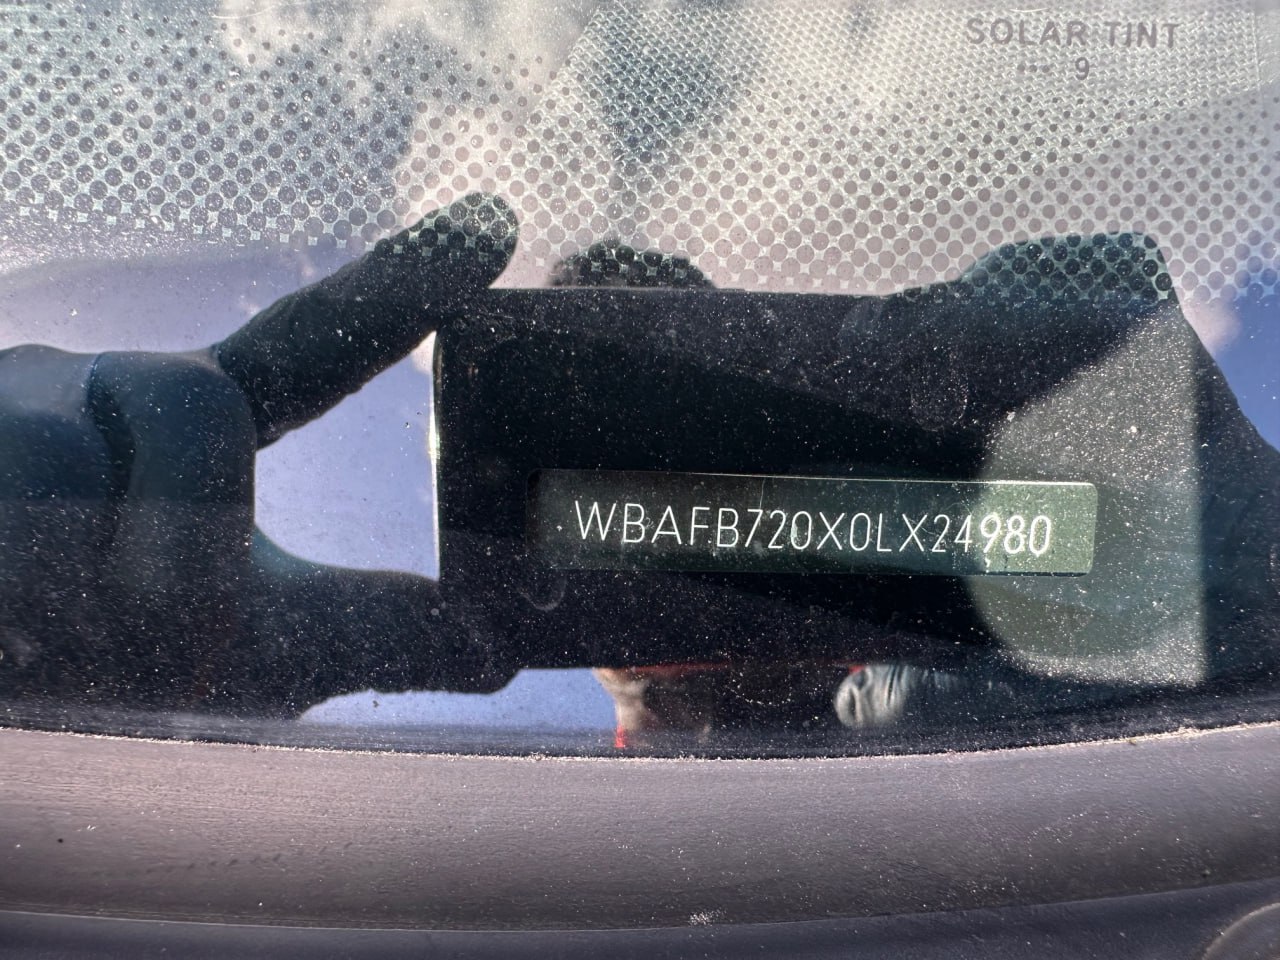 SOLAR TINT
9
WBAFB720X0LX24980